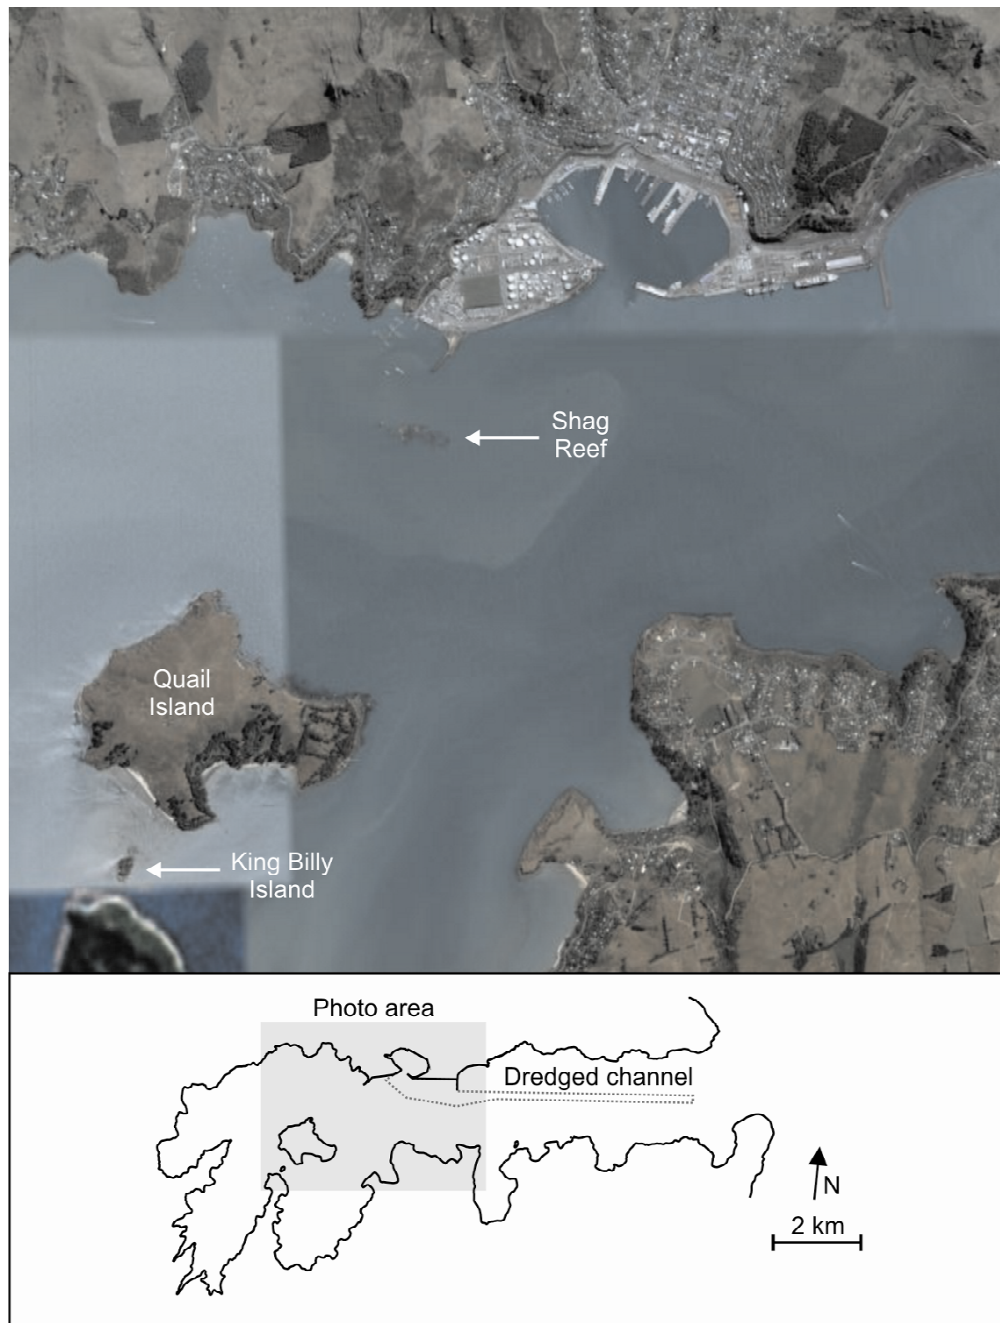 Shag
Reef
Quail
Island
King Billy
Island
Photo area
Dredged channel
N
2 km